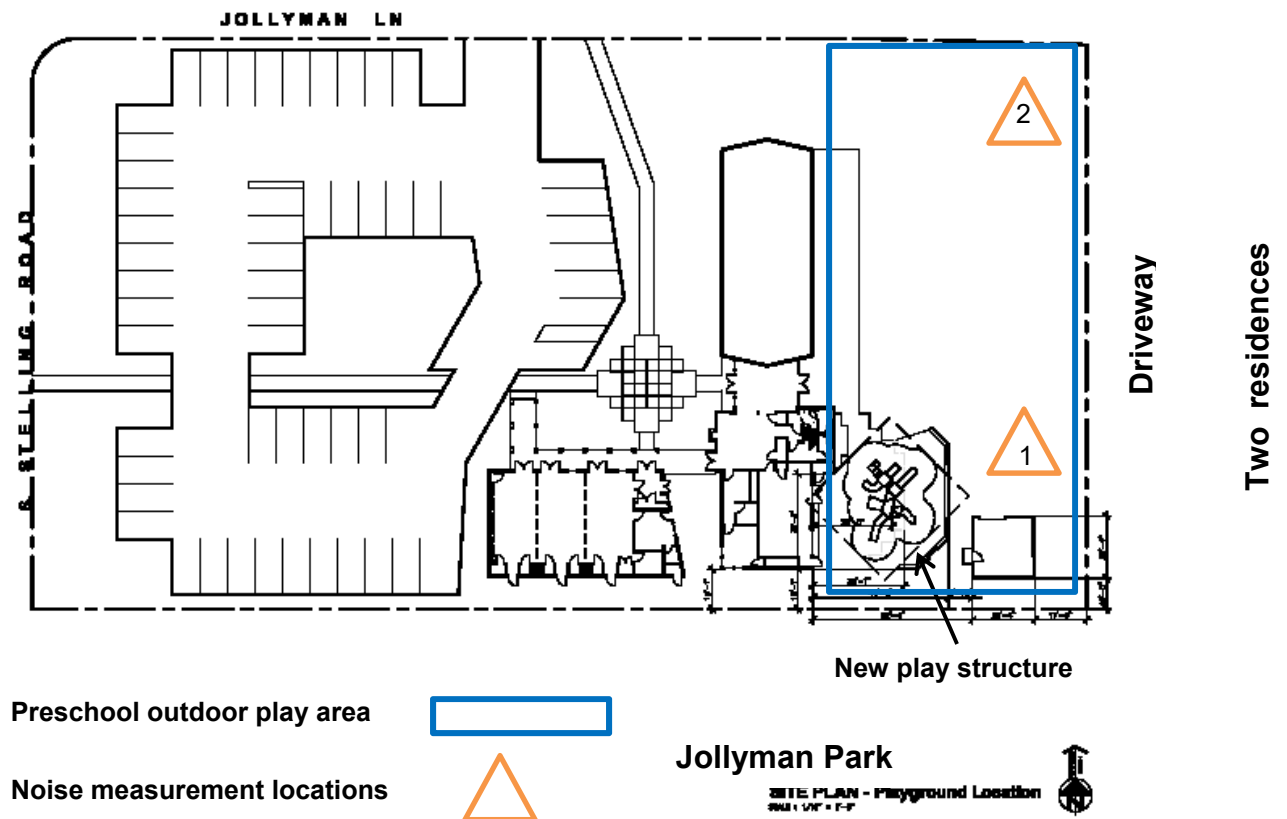 JOLLYMAN LN
2
S STELLING ROAD
Driveway
Two residences
1
New play structure
Preschool outdoor play area
Jollyman Park
Noise measurement locations
SITE PLAN - Playground Location
N